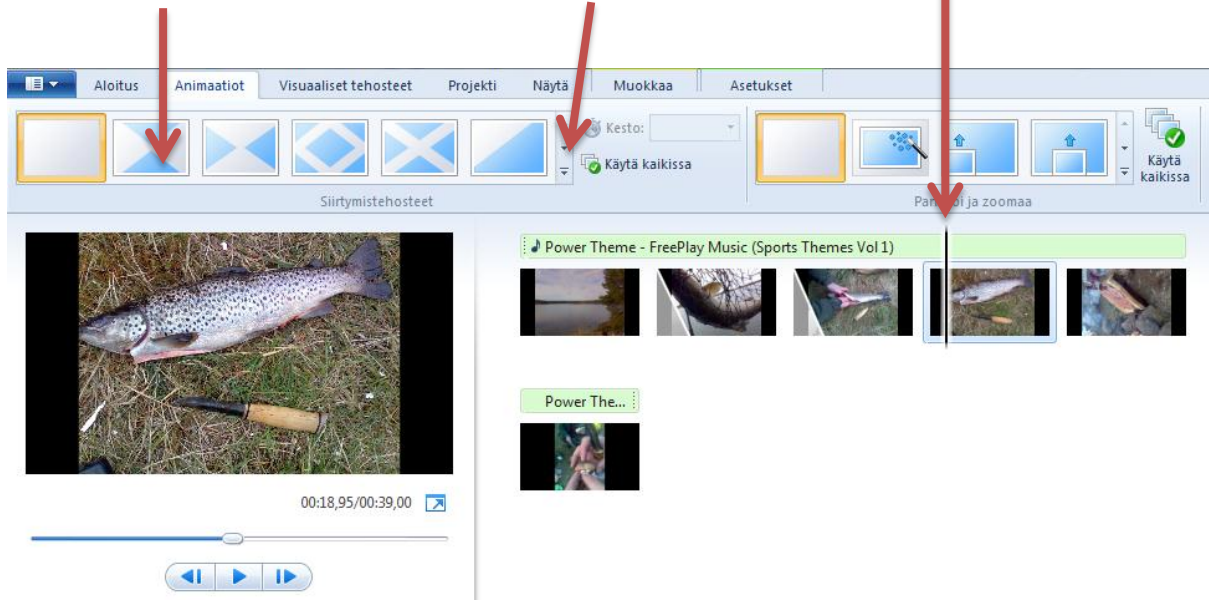 Aloitus Animaatiot Visuaaliset tehosteet Projekti Näytä Muokkaa Asetukset
Kesto:
Käytä kaikissa
Käytä
kaikissa
Siirtymistehosteet
ja zoomaa
Power Theme - FreePlay Music (Sports Themes Vol 1)
Power The...
00:18,95/00:39,00